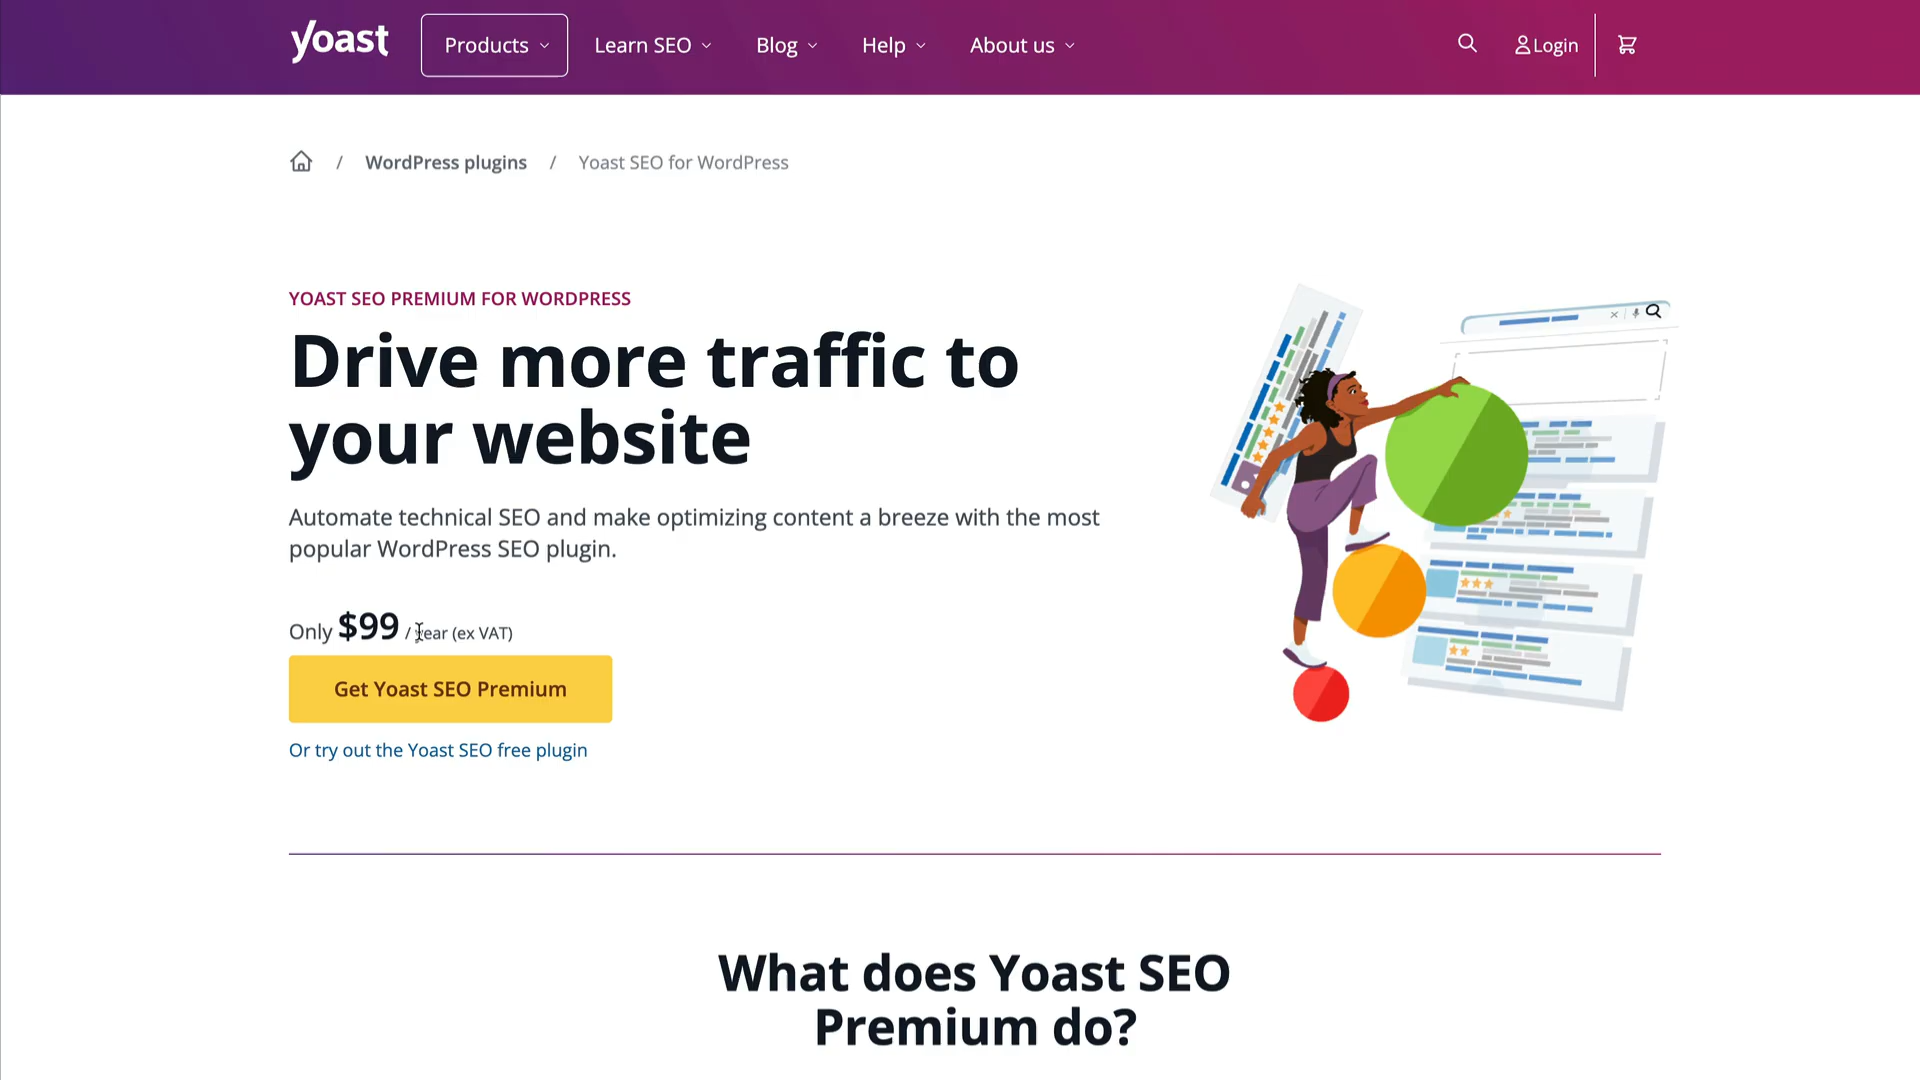 yoast
Products
Learn SEO
Blog
Help
About us
Login
/ WordPress plugins / Yoast SEO for WordPress
YOAST SEO PREMIUM FOR WORDPRESS
Drive more traffic to
your website
Automate technical SEO and make optimizing content a breeze with the most
popular WordPress SEO plugin.
Only $99 / year (ex VAT)
Get Yoast SEO Premium
Or try out the Yoast SEO free plugin
What does Yoast SEO
Premium do?